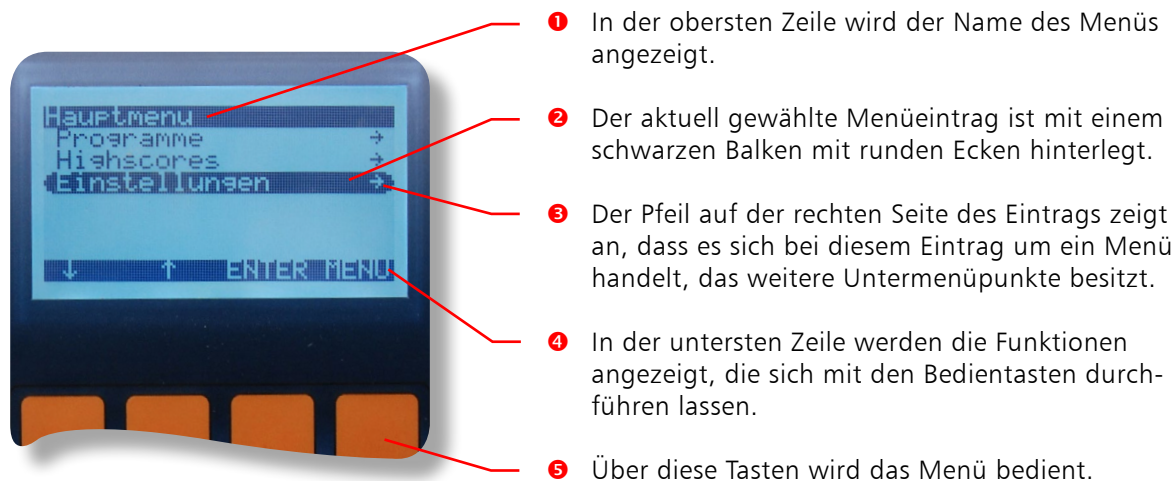 Hauptmenu
Programme →
Highscores →
Einstellungen →
↓ ↑ ENTER MENU
❶ In der obersten Zeile wird der Name des Menüs
angezeigt.
❷ Der aktuell gewählte Menüeintrag ist mit einem
schwarzen Balken mit runden Ecken hinterlegt.
❸ Der Pfeil auf der rechten Seite des Eintrags zeigt
an, dass es sich bei diesem Eintrag um ein Menü
handelt, das weitere Untermenüpunkte besitzt.
❹ In der untersten Zeile werden die Funktionen
angezeigt, die sich mit den Bedientasten durch-
führen lassen.
❺ Über diese Tasten wird das Menü bedient.